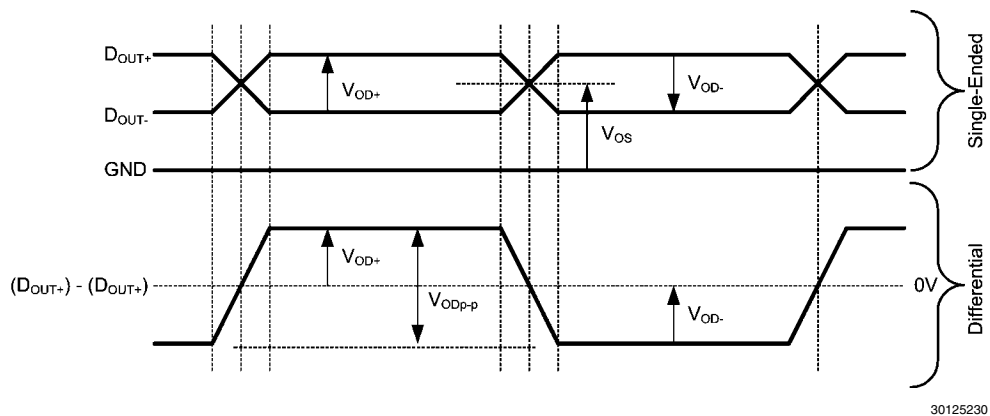 DOUT+
VOD+
VOD-
DOUT-
VOS
GND
Single-Ended
VOD+
(DOUT+) - (DOUT+)
0V
VODp-p
VOD-
Differential
30125230